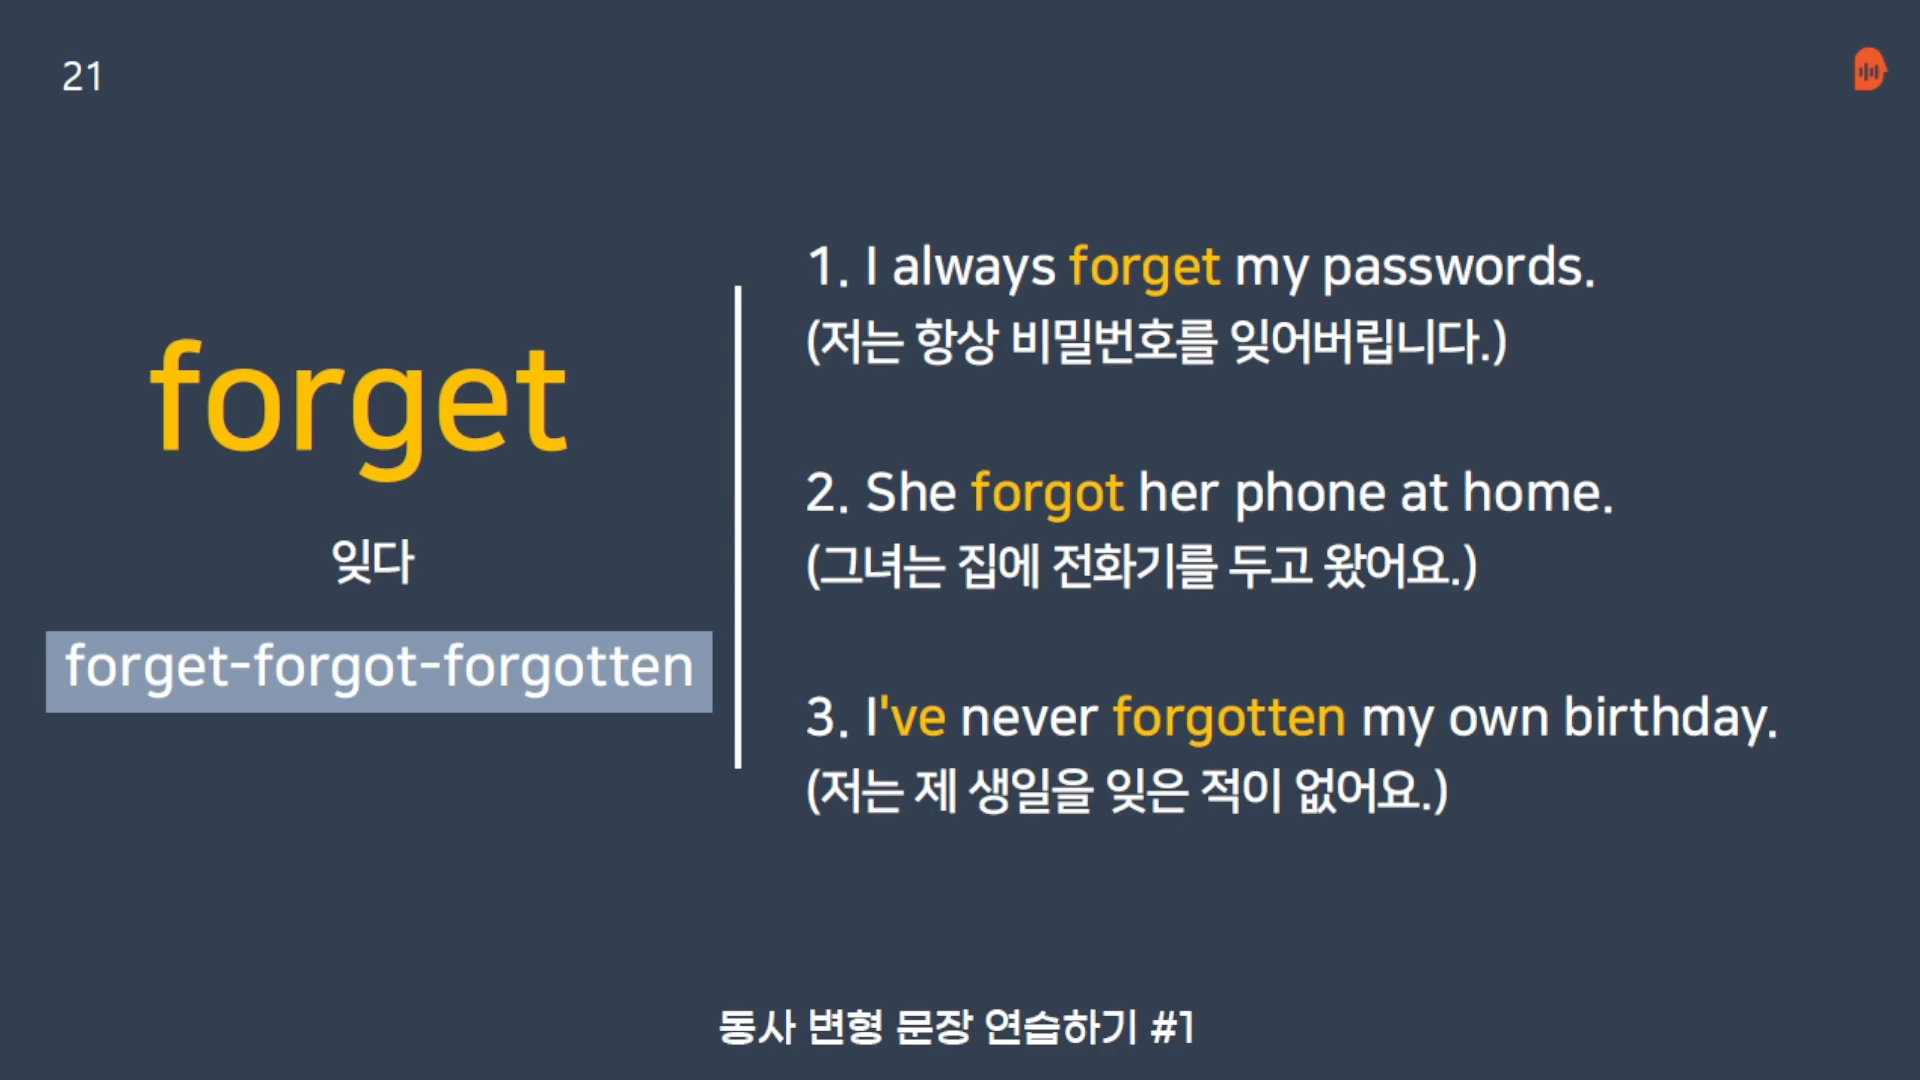 21
forget
잊다
forget-forgot-forgotten
1. I always forget my passwords.
(저는 항상 비밀번호를 잊어버립니다.)
2. She forgot her phone at home.
(그녀는 집에 전화기를 두고 왔어요.)
3. I've never forgotten my own birthday.
(저는 제 생일을 잊은 적이 없어요.)
동사 변형 문장 연습하기 #1